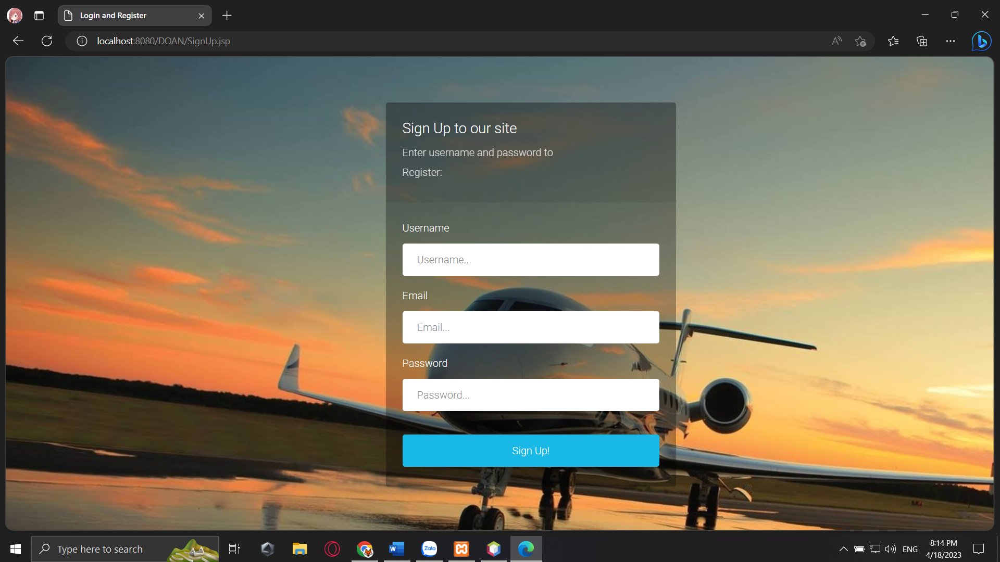 Login and Register
localhost:8080/DOAN/SignUp.jsp
Sign Up to our site
Enter username and password to
Register:
Username
Username...
Email
Email...
Password
Password...
Sign Up!
Type here to search
W
Zalo
ENG
8:14 PM
4/18/2023